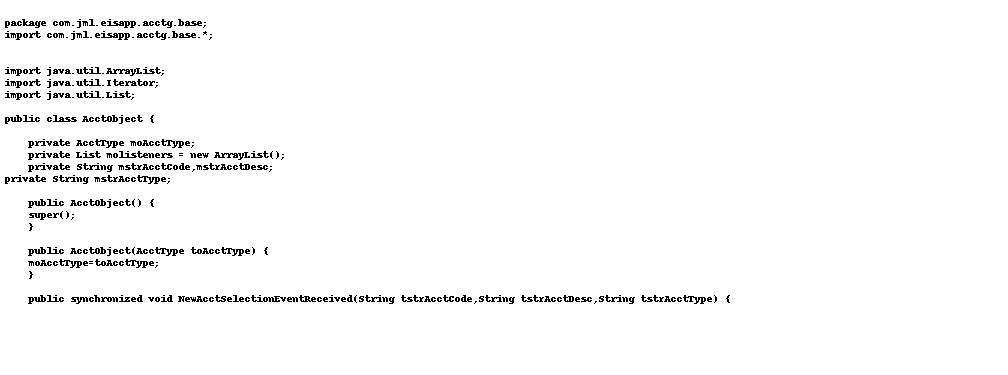 package com.jml.eisapp.acctg.base;
import com.jml.eisapp.acctg.base.*;
import java.util.ArrayList;
import java.util.Iterator;
import java.util.List;
public class AcctObject {
private AcctType moAcctType;
private List molisteners = new ArrayList();
private String mstrAcctCode,mstrAcctDesc;
private String mstrAcctType;
public AcctObject() {
super();
}
public AcctObject(AcctType toAcctType) {
moAcctType=toAcctType;
}
public synchronized void NewAcctSelectionEventReceived(String tstrAcctCode,String tstrAcctDesc,String tstrAcctType) {